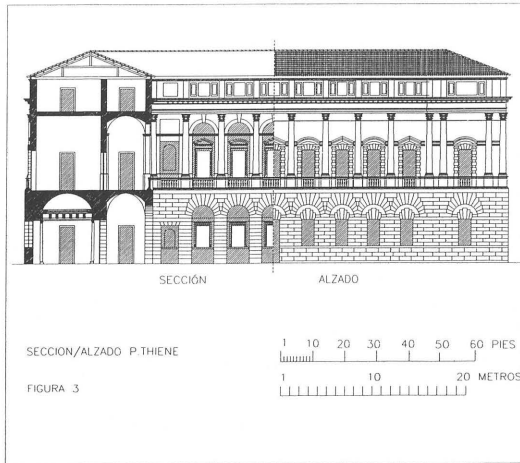 SECCIÓN ALZADO
SECCION/ALZADO P.THIENE
FIGURA 3
1 10 20 30 40 50 60 PIES
1 10 20 METROS